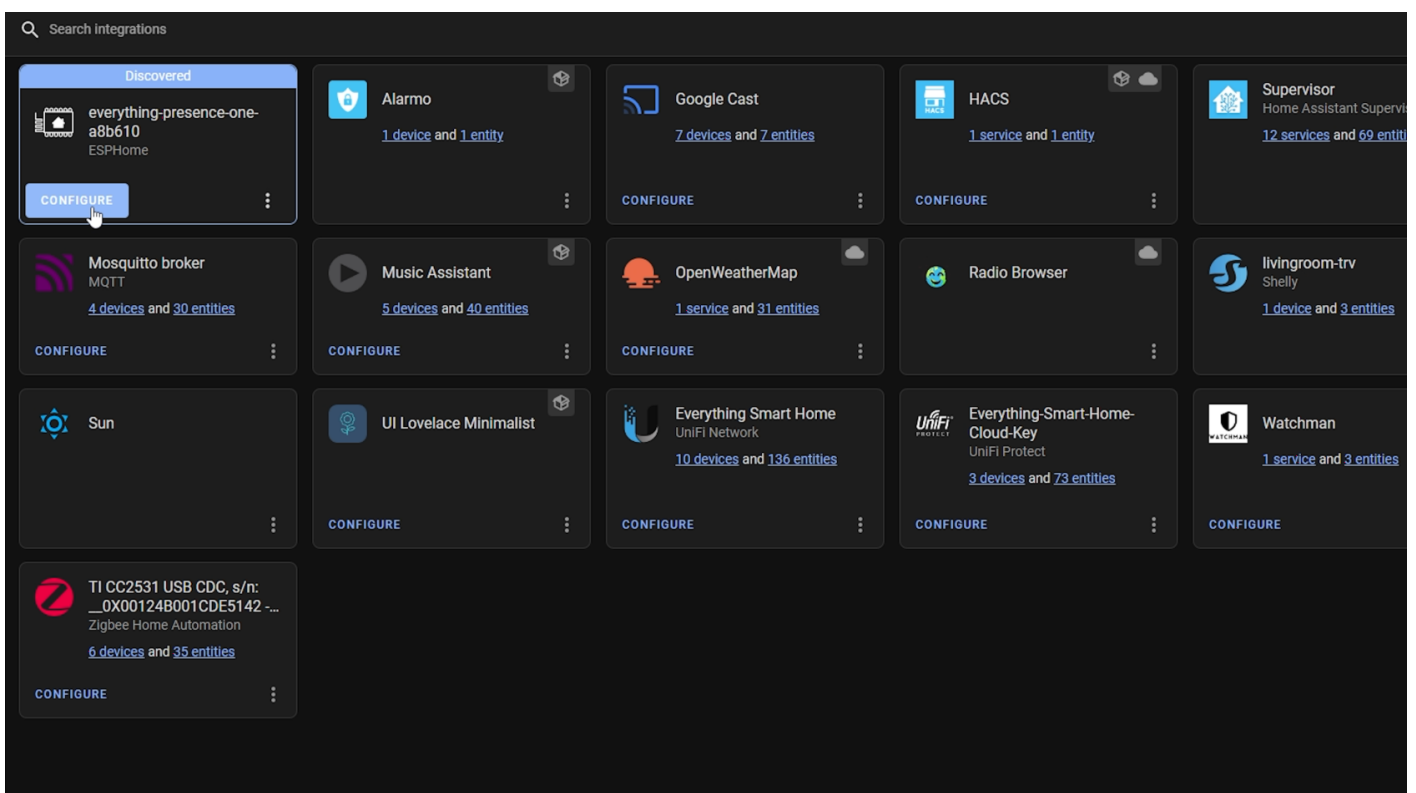 Search integrations
Discovered
everything-presence-one-
a8b610
ESPHome
CONFIGURE
Alarmo
1 device and 1 entity
Google Cast
7 devices and 7 entities
CONFIGURE
HACS
HACS
1 service and 1 entity
CONFIGURE
Supervisor
Home Assistant Supervis
12 services and 69 entiti
Mosquitto broker
MQTT
4 devices and 30 entities
CONFIGURE
Music Assistant
5 devices and 40 entities
CONFIGURE
OpenWeatherMap
1 service and 31 entities
CONFIGURE
Radio Browser
livingroom-trv
Shelly
1 device and 3 entities
Sun
UI Lovelace Minimalist
CONFIGURE
Everything Smart Home
UniFi Network
10 devices and 136 entities
CONFIGURE
UniFi
PROTECT
Everything-Smart-Home-
Cloud-Key
UniFi Protect
3 devices and 73 entities
CONFIGURE
WATCHMAN
Watchman
1 service and 3 entities
CONFIGURE
TI CC2531 USB CDC, s/n:
__0X00124B001CDE5142 -...
Zigbee Home Automation
6 devices and 35 entities
CONFIGURE